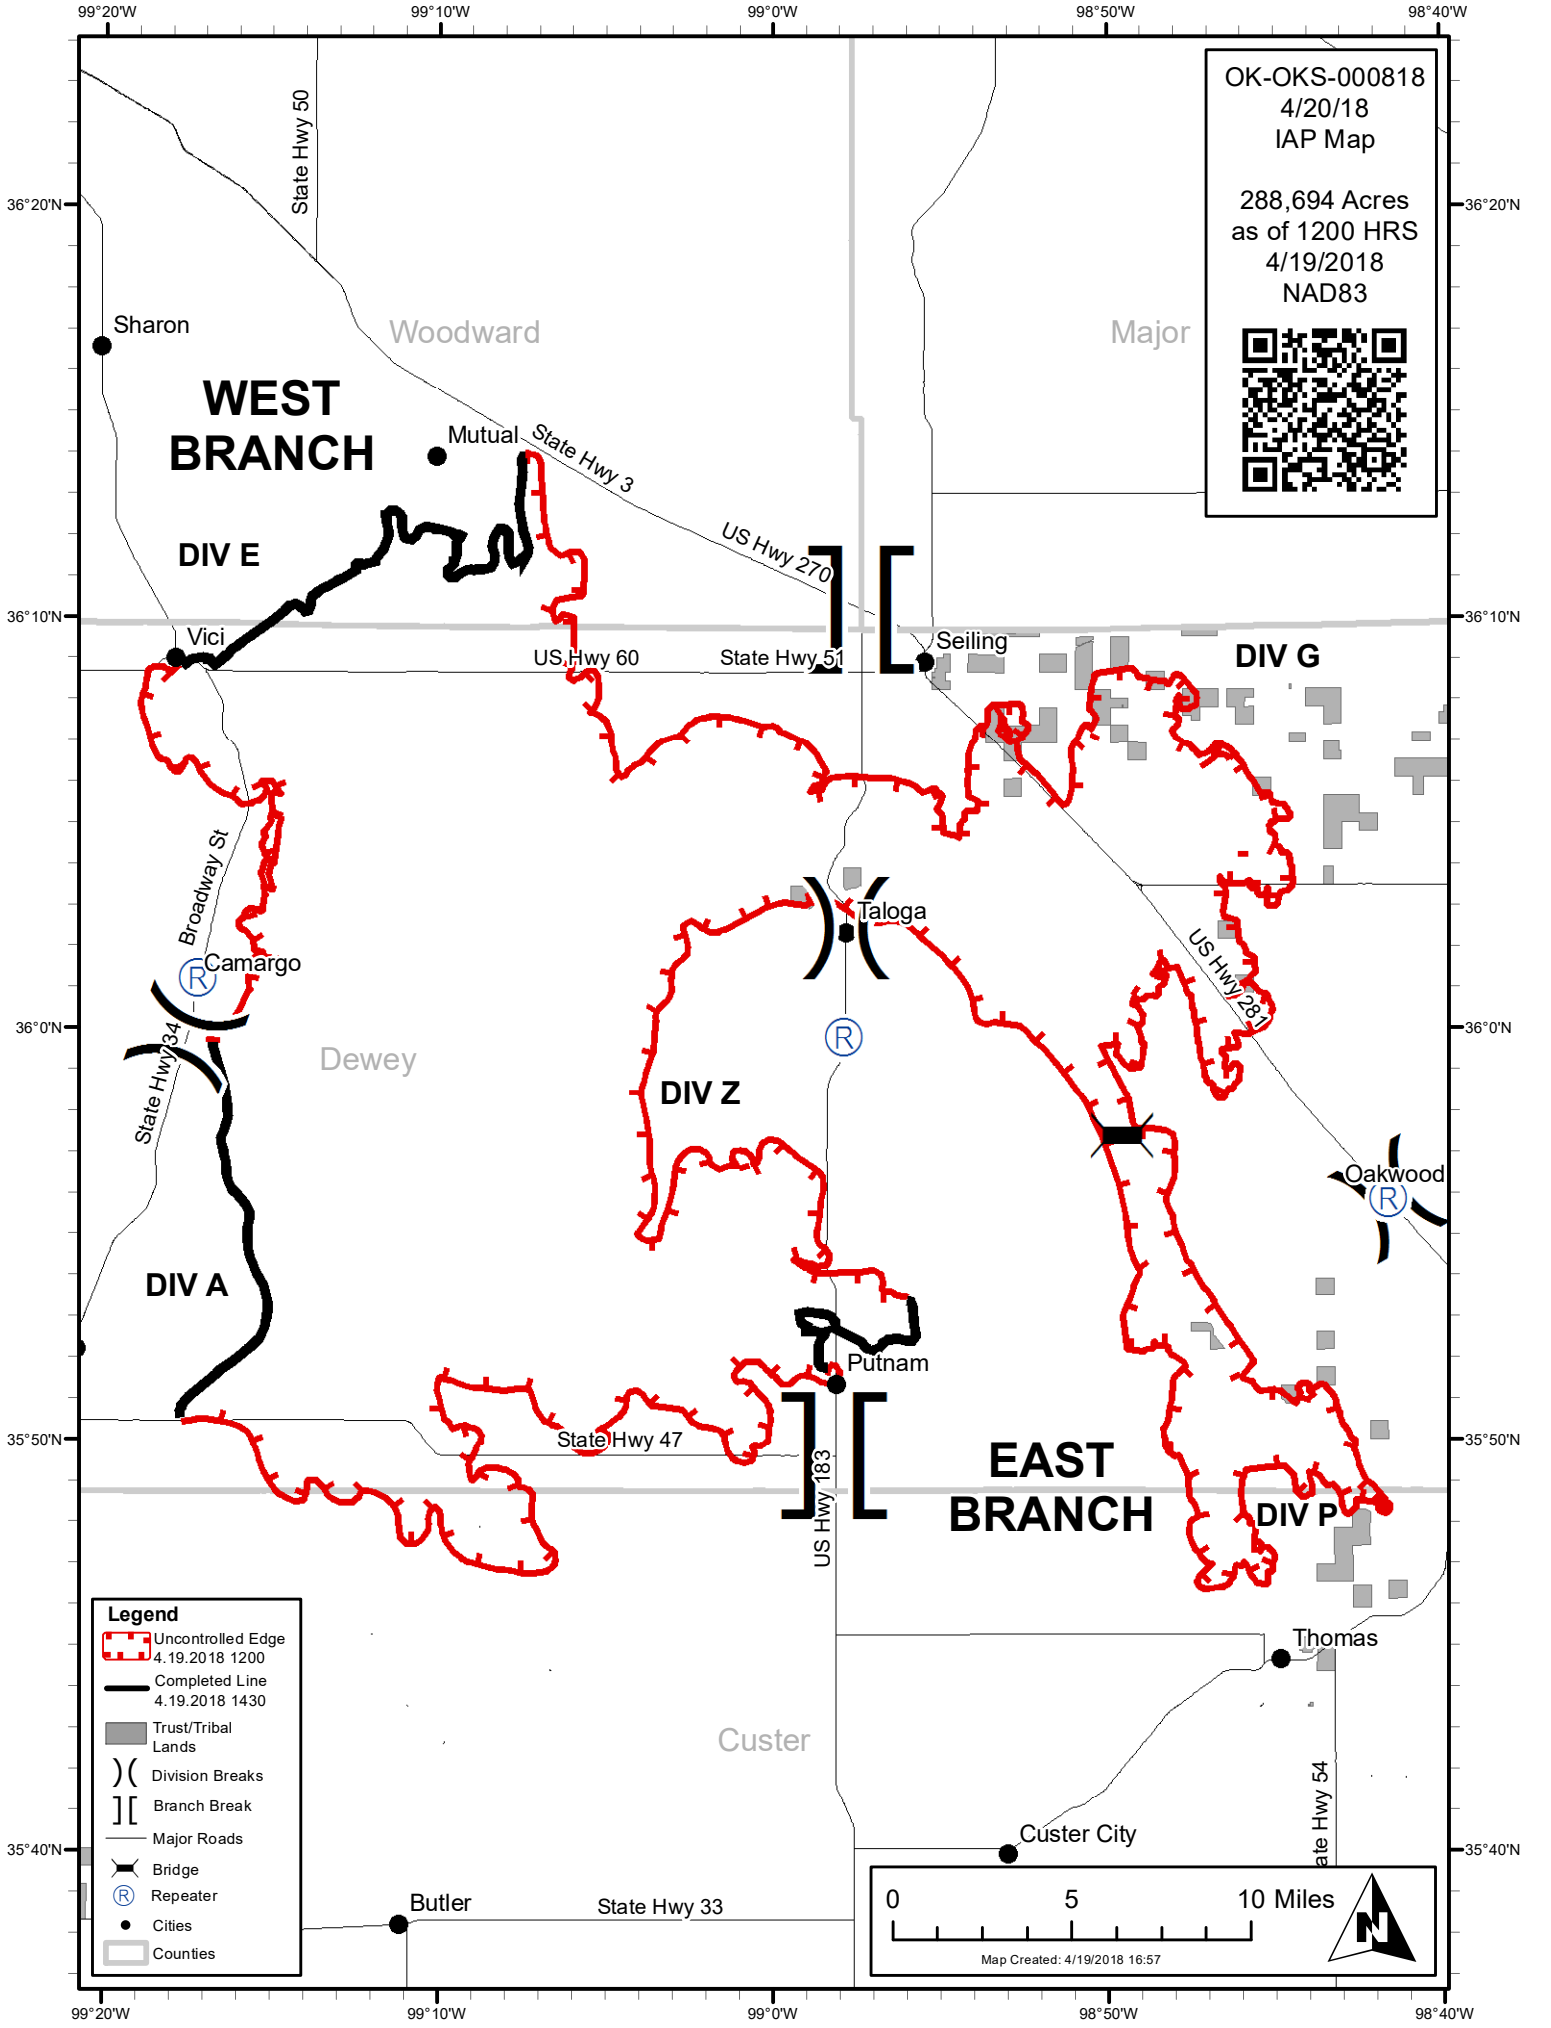 99°20'W 99°10'W 99°0'W 98°50'W 98°40'W
OK-OKS-000818
4/20/18
IAP Map
288,694 Acres
as of 1200 HRS
4/19/2018
NAD83
State Hwy 50
36°20'N 36°20'N
Sharon
Woodward
Major
WEST
BRANCH
Mutual
State Hwy 3
US Hwy 270
DIV E
36°10'N 36°10'N
Vici
US Hwy 60
State Hwy 51
Seiling
DIV G
Broadway St
Taloga
Camargo
R
US Hwy 281
36°0'N 36°0'N
R
State Hwy 34
Dewey
DIV Z
Oakwood
R
DIV A
Putnam
35°50'N 35°50'N
State Hwy 47
US Hwy 183
EAST
BRANCH
DIV P
Thomas
Custer
State Hwy 33
Butler
Custer City
ate Hwy 54
35°40'N 35°40'N
Legend
Uncontrolled Edge
4.19.2018 1200
Completed Line
4.19.2018 1430
Trust/Tribal
Lands
Division Breaks
Branch Break
Major Roads
Bridge
R Repeater
Cities
Counties
0 5 10 Miles
N
Map Created: 4/19/2018 16:57
99°20'W 99°10'W 99°0'W 98°50'W 98°40'W